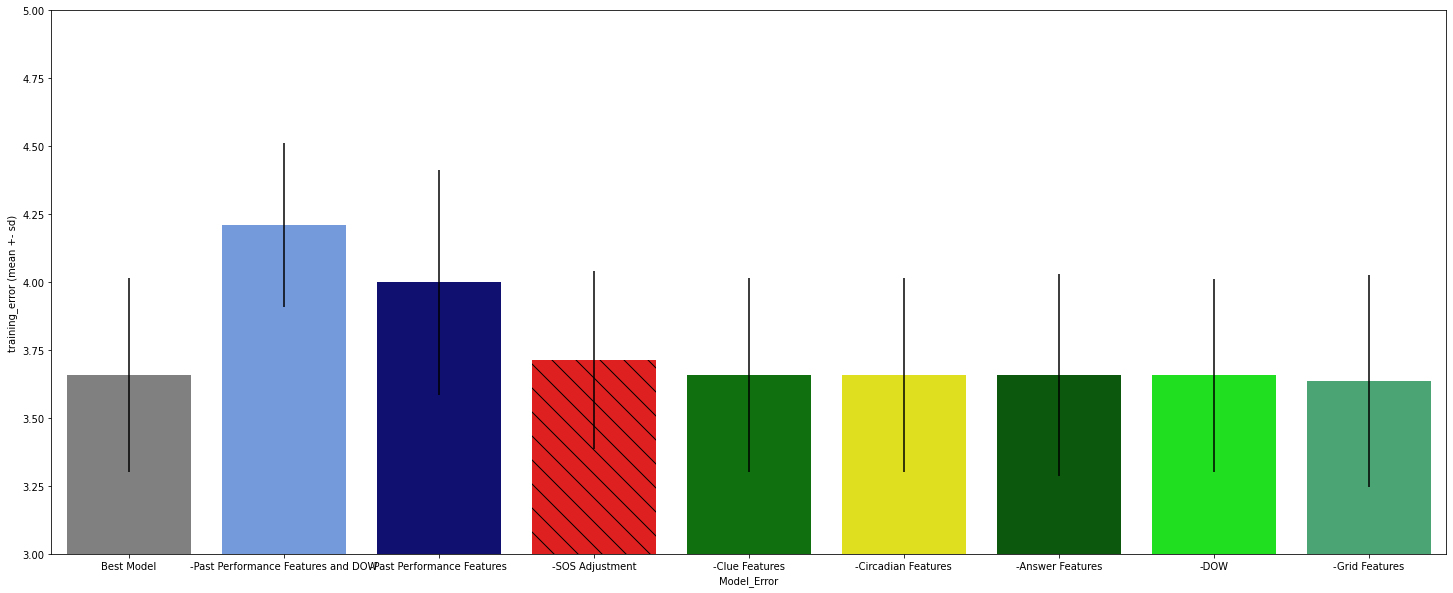 5.00
4.75
4.50
4.25
4.00
3.75
3.50
3.25
3.00
training_error (mean +- sd)
Best Model
-Past Performance Features and DOW
-Past Performance Features
-SOS Adjustment
-Clue Features
-Circadian Features
-Answer Features
-DOW
-Grid Features
Model_Error